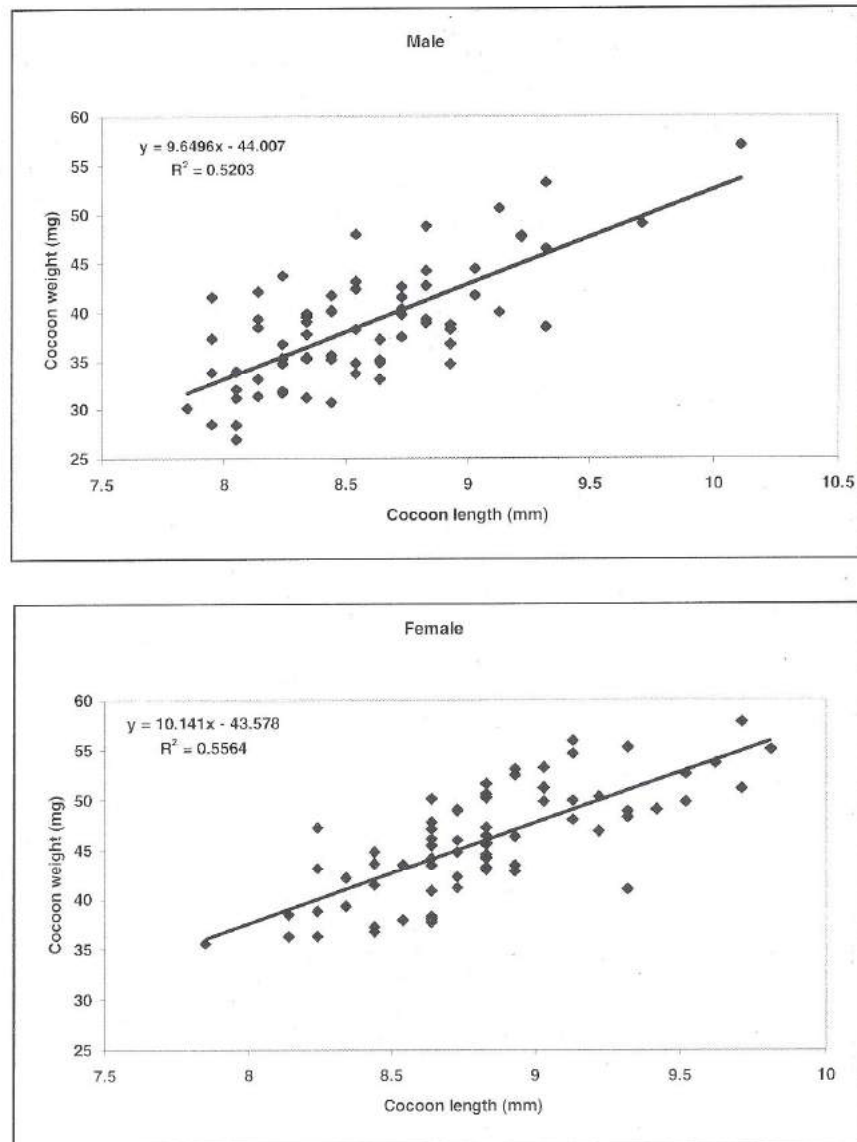 Male
60
y = 9.6496x - 44.007
R² = 0.5203
55
50
45
40
35
30
25
Cocoon weight (mg)
7.5 8 8.5 9 9.5 10 10.5
Cocoon length (mm)
Female
60
y = 10.141x - 43.578
R² = 0.5564
55
50
45
40
35
30
25
Cocoon weight (mg)
7.5 8 8.5 9 9.5 10
Cocoon length (mm)